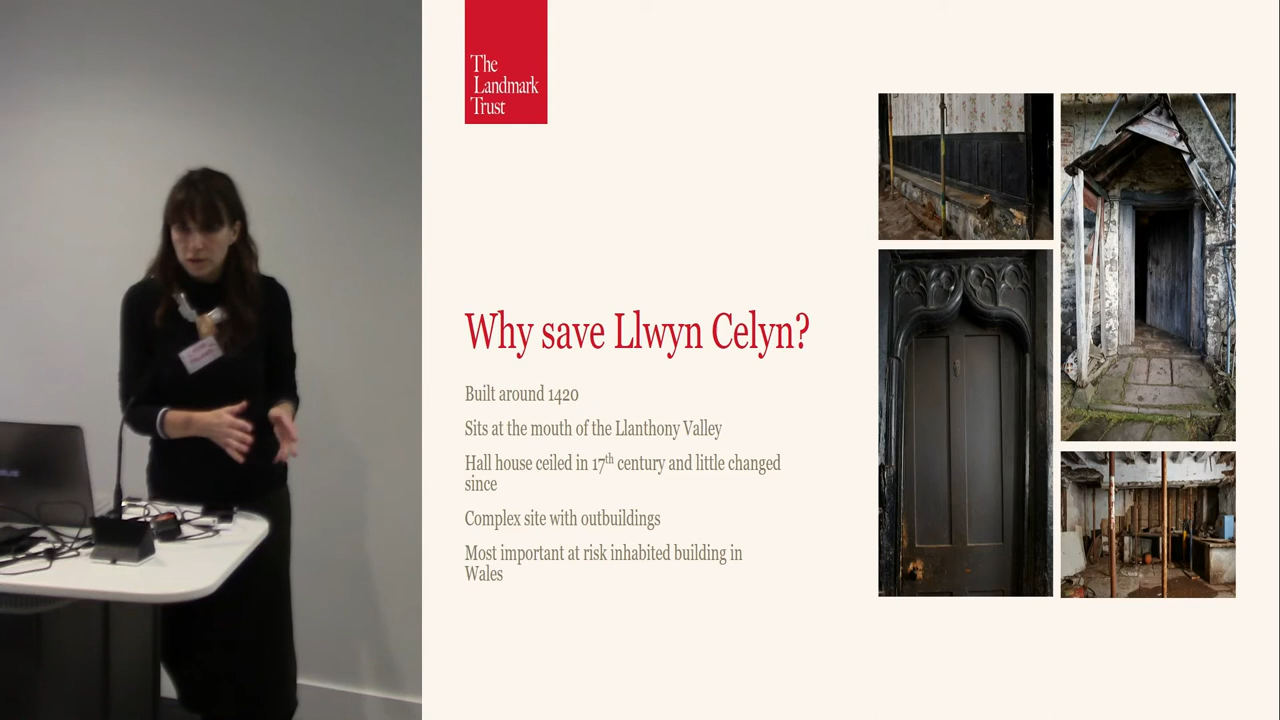 The
Landmark
Trust
Why save Llwyn Celyn?
Built around 1420
Sits at the mouth of the Llanthony Valley
Hall house ceiled in 17th century and little changed
since
Complex site with outbuildings
Most important at risk inhabited building in
Wales